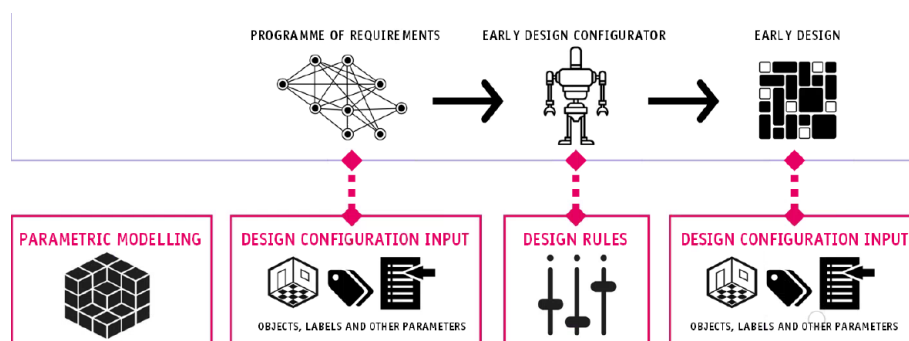 PROGRAMME OF REQUIREMENTS
EARLY DESIGN CONFIGURATOR
EARLY DESIGN
PARAMETRIC MODELLING
DESIGN CONFIGURATION INPUT
OBJECTS, LABELS AND OTHER PARAMETERS
DESIGN RULES
DESIGN CONFIGURATION INPUT
OBJECTS, LABELS AND OTHER PARAMETERS